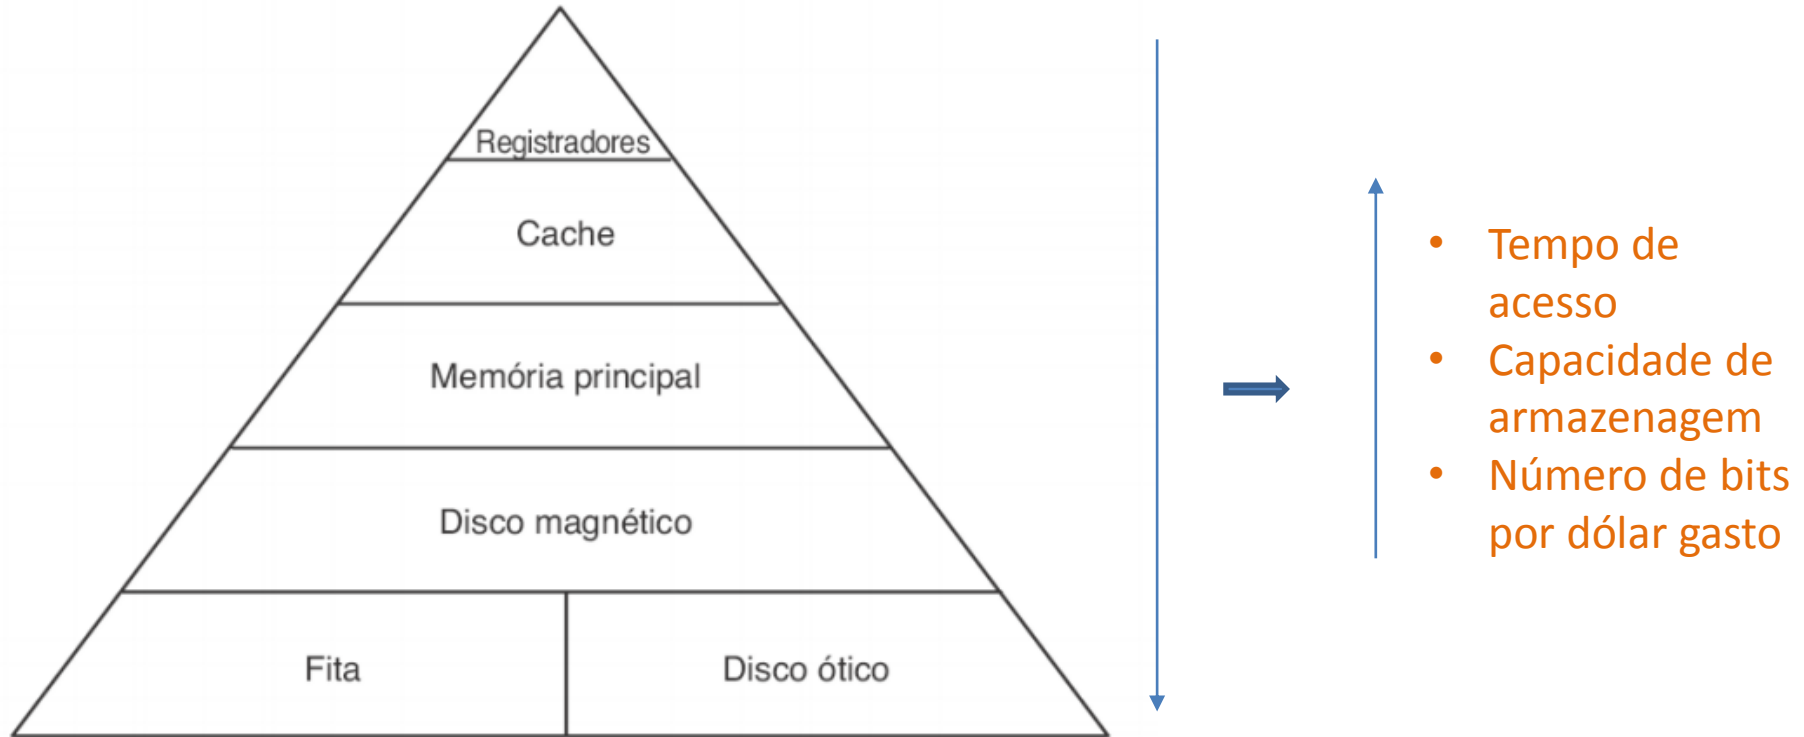 Registradores
Cache
Memória principal
Disco magnético
Fita
Disco ótico
• Tempo de
acesso
• Capacidade de
armazenagem
• Número de bits
por dólar gasto